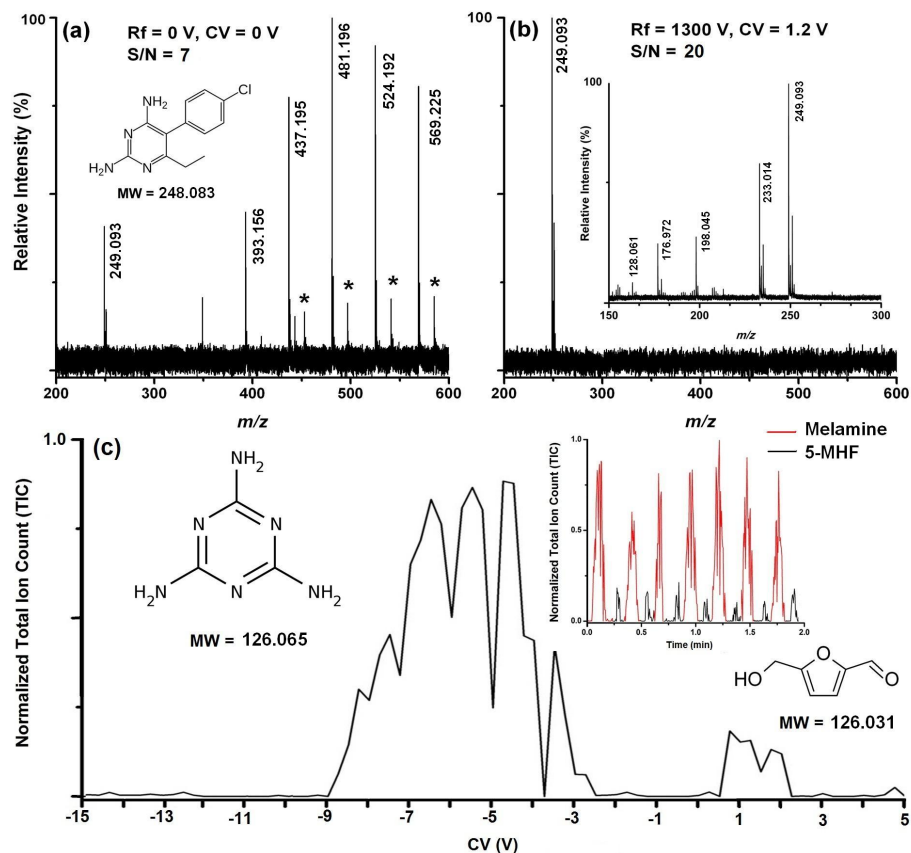 (a)
Rf = 0 V, CV = 0 V
S/N = 7
100
Relative Intensity (%)
NH₂
Cl
N
H₂N
N
MW = 248.083
249.093
393.156
437.195
481.196
524.192
569.225
*
*
*
*
200
300
400
500
600
m/z
(b)
Rf = 1300 V, CV = 1.2 V
S/N = 20
100
249.093
Relative Intensity (%)
100
128.061
176.972
198.045
233.014
249.093
150
200
250
300
m/z
200
300
400
500
600
m/z
(c)
1.0
Normalized Total Ion Count (TIC)
NH₂
N
N
H₂N
N
NH₂
MW = 126.065
Melamine
5-MHF
Normalized Total Ion Count (TIC)
1.0
0.5
0.0
0.0
0.5
1.0
1.5
2.0
Time (min)
HO
O
O
MW = 126.031
-15
-13
-11
-9
-7
-5
-3
-1
1
3
5
CV (V)